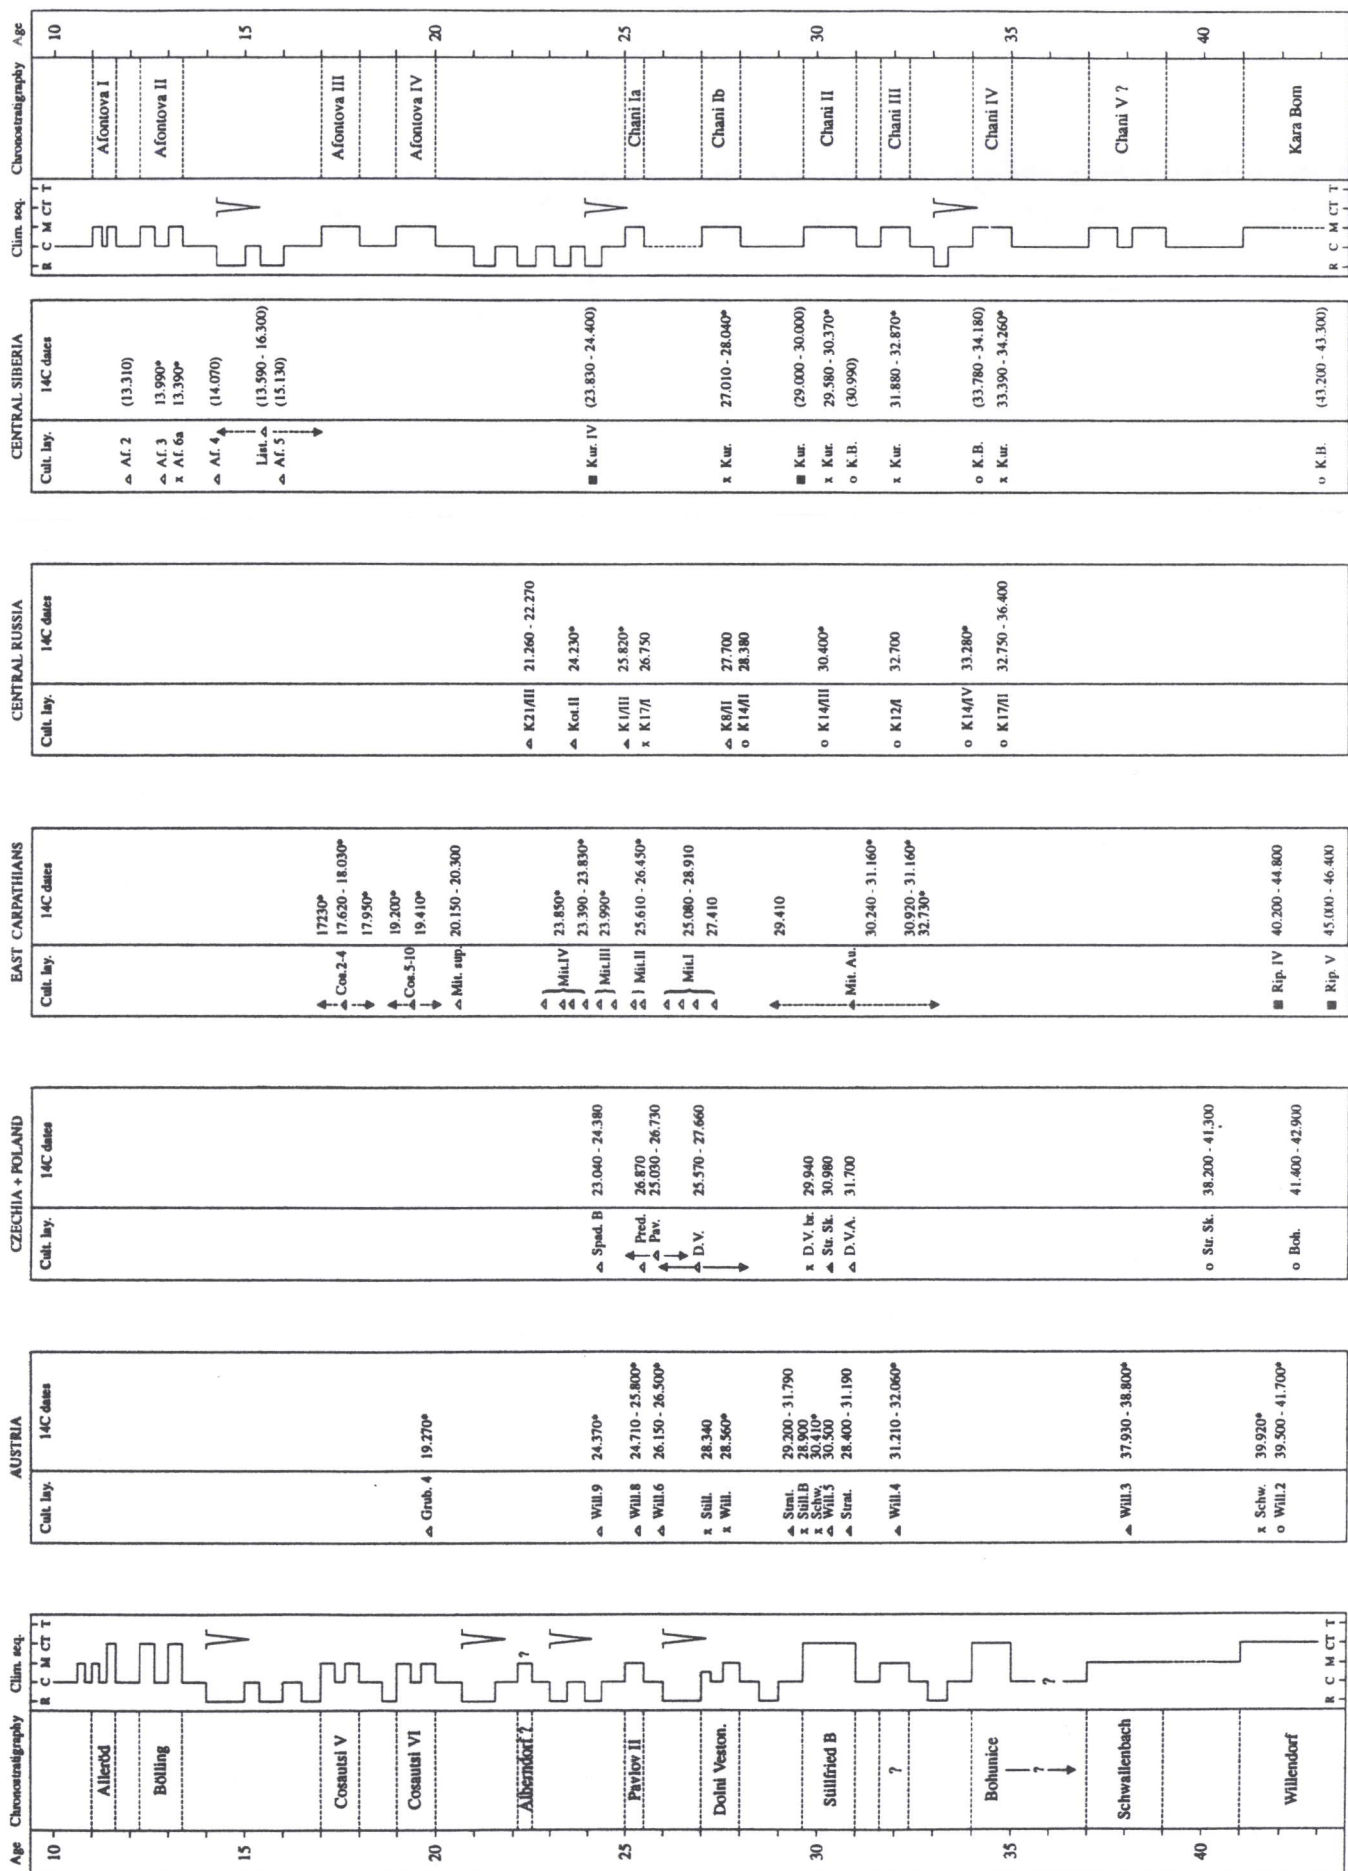 Age
10
15
20
25
30
35
40
Chronostratigraphy
Alleröd
Bölling
Cosautsi V
Cosautsi VI
Alberndorf ?
Pavlov II
Dolni Veston.
Stillfried B
?
Bohunice
?
Schwallenbach
Willendorf
Clim. seq.
R C M CT T
?
?
R C M CT T
AUSTRIA
Cult. lay. 14C dates
Grub. 4 19.270*
Will.9 24.370*
Will.8 24.710 - 25.800*
Will.6 26.150 - 26.500*
Still. 28.340
Will. 28.560*
Strat. 29.200 - 31.790
Still.B 28.900
Schw. 30.410*
Will.5 30.500
Strat. 28.400 - 31.190
Will.4 31.210 - 32.060*
Will.3 37.930 - 38.800*
Schw. 39.920*
Will.2 39.500 - 41.700*
CZECHIA + POLAND
Cult. lay. 14C dates
Spad. B 23.040 - 24.380
Pred. 26.870
Pav. 25.030 - 26.730
D.V. 25.570 - 27.660
D.V. br. 29.940
Str. Sk. 30.980
D.V.A. 31.700
Str. Sk. 38.200 - 41.300
Boh. 41.400 - 42.900
EAST CARPATHIANS
Cult. lay. 14C dates
17230*
Cos.2-4 17.620 - 18.030*
17.950*
19.200*
Cos.5-10 19.410*
Mit. sup. 20.150 - 20.300
Mit.IV 23.850*
23.390 - 23.830*
Mit.III 23.990*
Mit.II 25.610 - 26.450*
Mit.I 25.080 - 28.910
27.410
29.410
Mit. Au. 30.240 - 31.160*
30.920 - 31.160*
32.730*
Rip. IV 40.200 - 44.800
Rip. V 45.000 - 46.400
CENTRAL RUSSIA
Cult. lay. 14C dates
K21/III 21.260 - 22.270
Kot.II 24.230*
K1/III 25.820*
K17/I 26.750
K8/II 27.700
K14/II 28.380
K14/III 30.400*
K12/I 32.700
K14/IV 33.280*
K17/II 32.750 - 36.400
CENTRAL SIBERIA
Cult. lay. 14C dates
Af. 2 (13.310)
Af. 3 13.990*
Af. 6a 13.390*
Af. 4 (14.070)
List. (13.590 - 16.300)
Af. 5 (15.130)
Kur. IV (23.830 - 24.400)
Kur. 27.010 - 28.040*
Kur. (29.000 - 30.000)
Kur. 29.580 - 30.370*
K.B. (30.990)
Kur. 31.880 - 32.870*
K.B. (33.780 - 34.180)
Kur. 33.390 - 34.260*
K.B. (43.200 - 43.300)
Clim. seq.
R C M CT T
R C M CT T
Chronostratigraphy
Afontova I
Afontova II
Afontova III
Afontova IV
Chani Ia
Chani Ib
Chani II
Chani III
Chani IV
Chani V ?
Kara Bom
Age
10
15
20
25
30
35
40